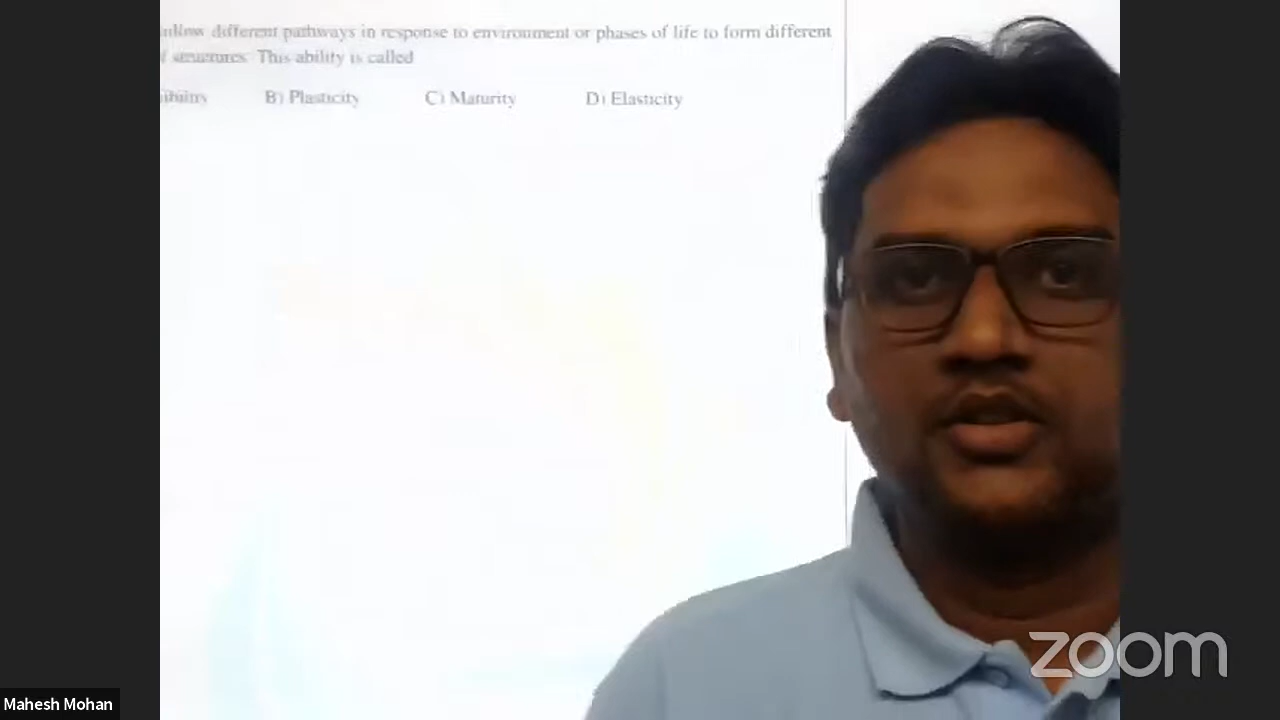 different pathways in response to environment or phases of life to form different
structures. This ability is called
B) Plasticity C) Maturity D) Elasticity
zoom
Mahesh Mohan